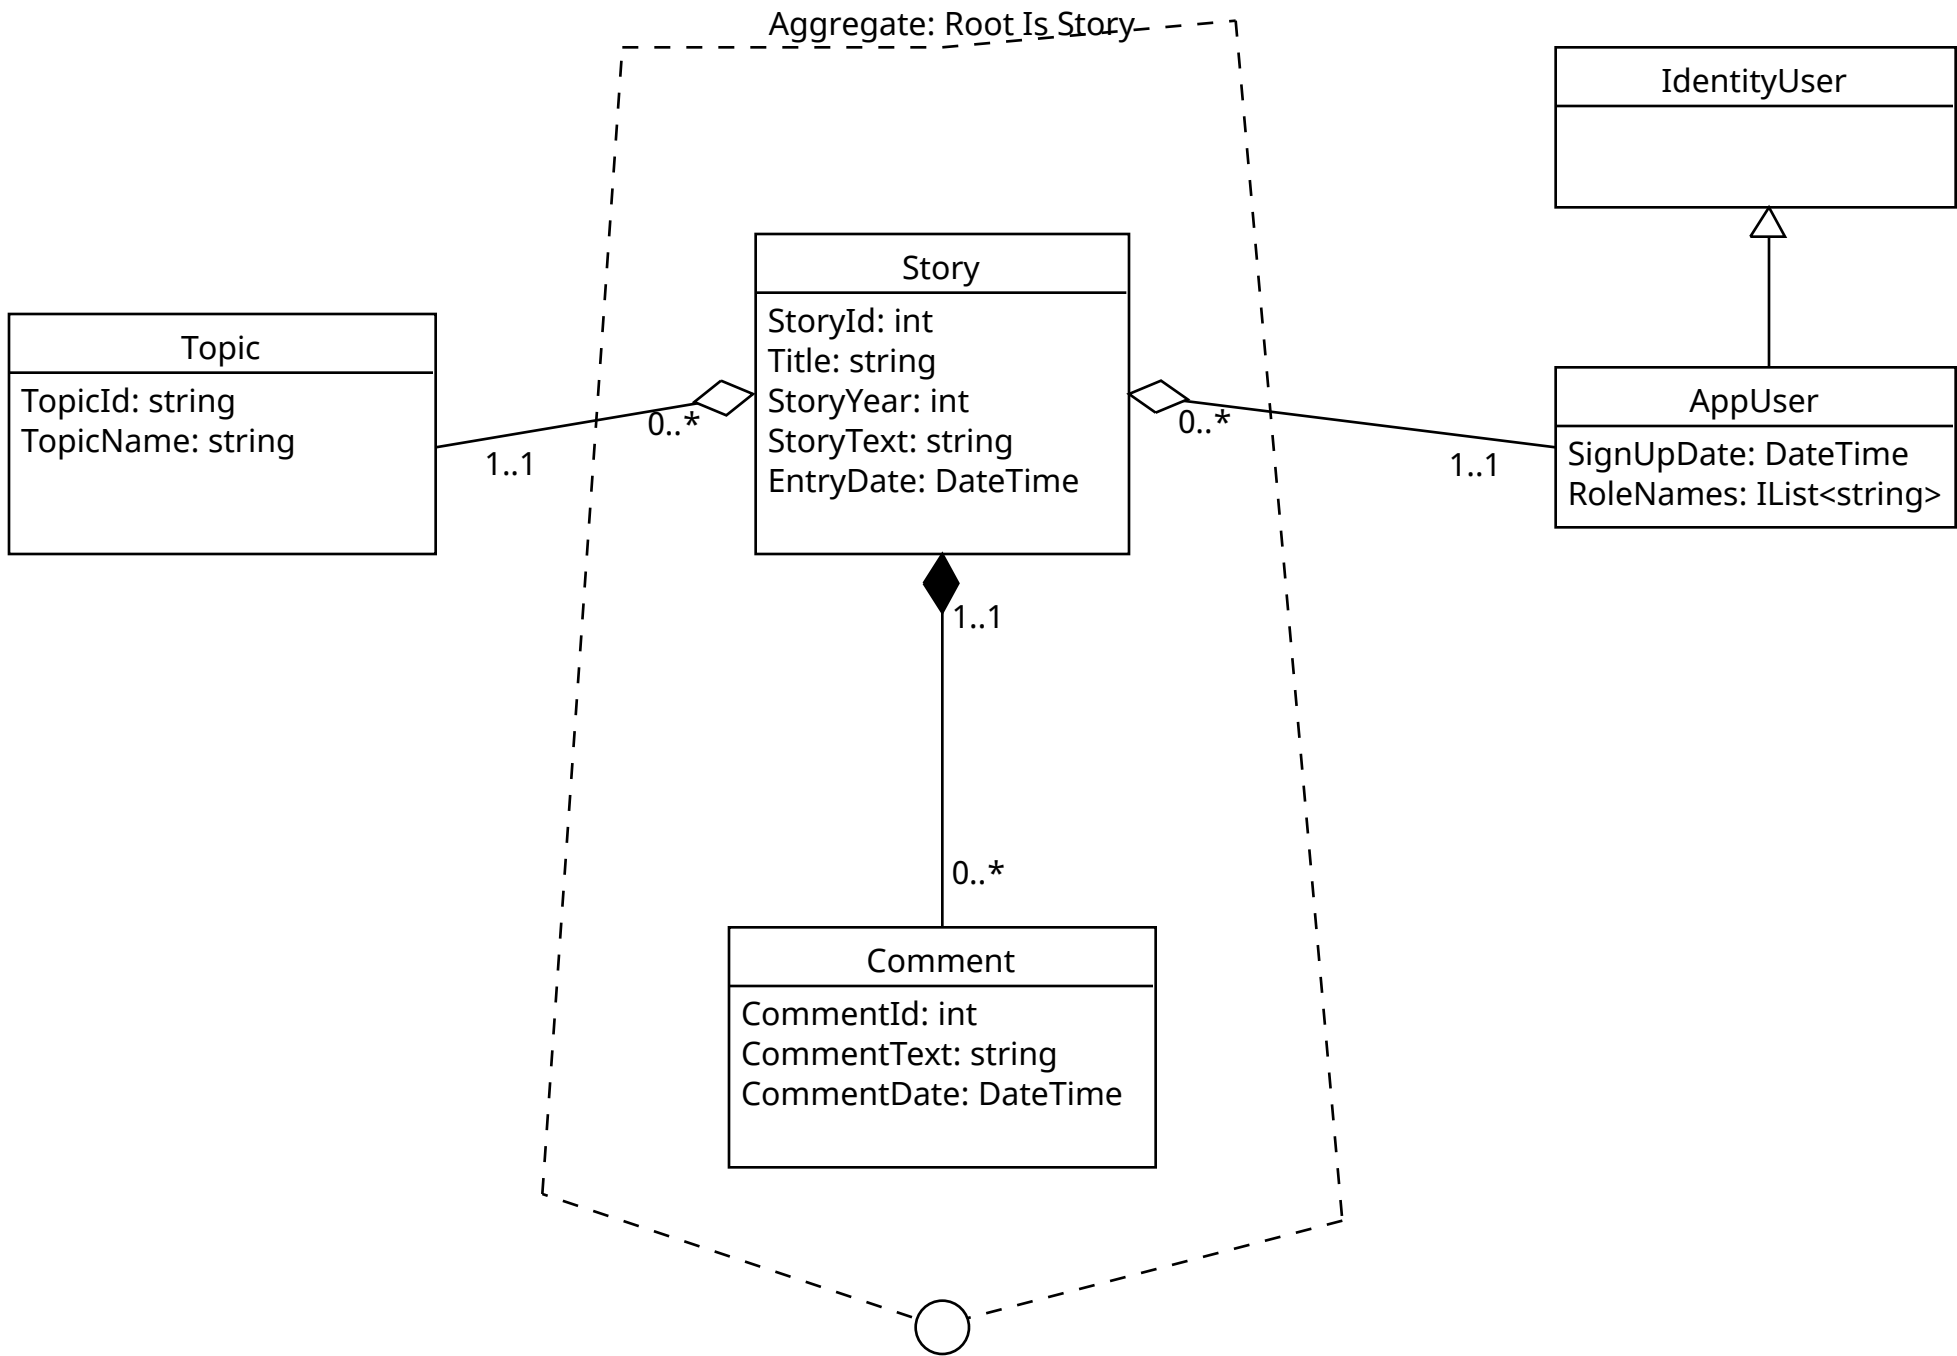 Aggregate: Root Is Story
IdentityUser
Story
StoryId: int
Title: string
StoryYear: int
StoryText: string
EntryDate: DateTime
Topic
TopicId: string
TopicName: string
AppUser
SignUpDate: DateTime
RoleNames: IList<string>
0..*
1..1
0..*
1..1
1..1
0..*
Comment
CommentId: int
CommentText: string
CommentDate: DateTime